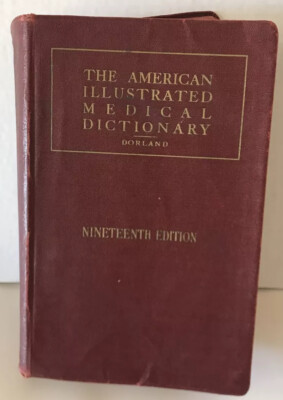 THE AMERICAN
ILLUSTRATED
MEDICAL
DICTIONARY
DORLAND
NINETEENTH EDITION